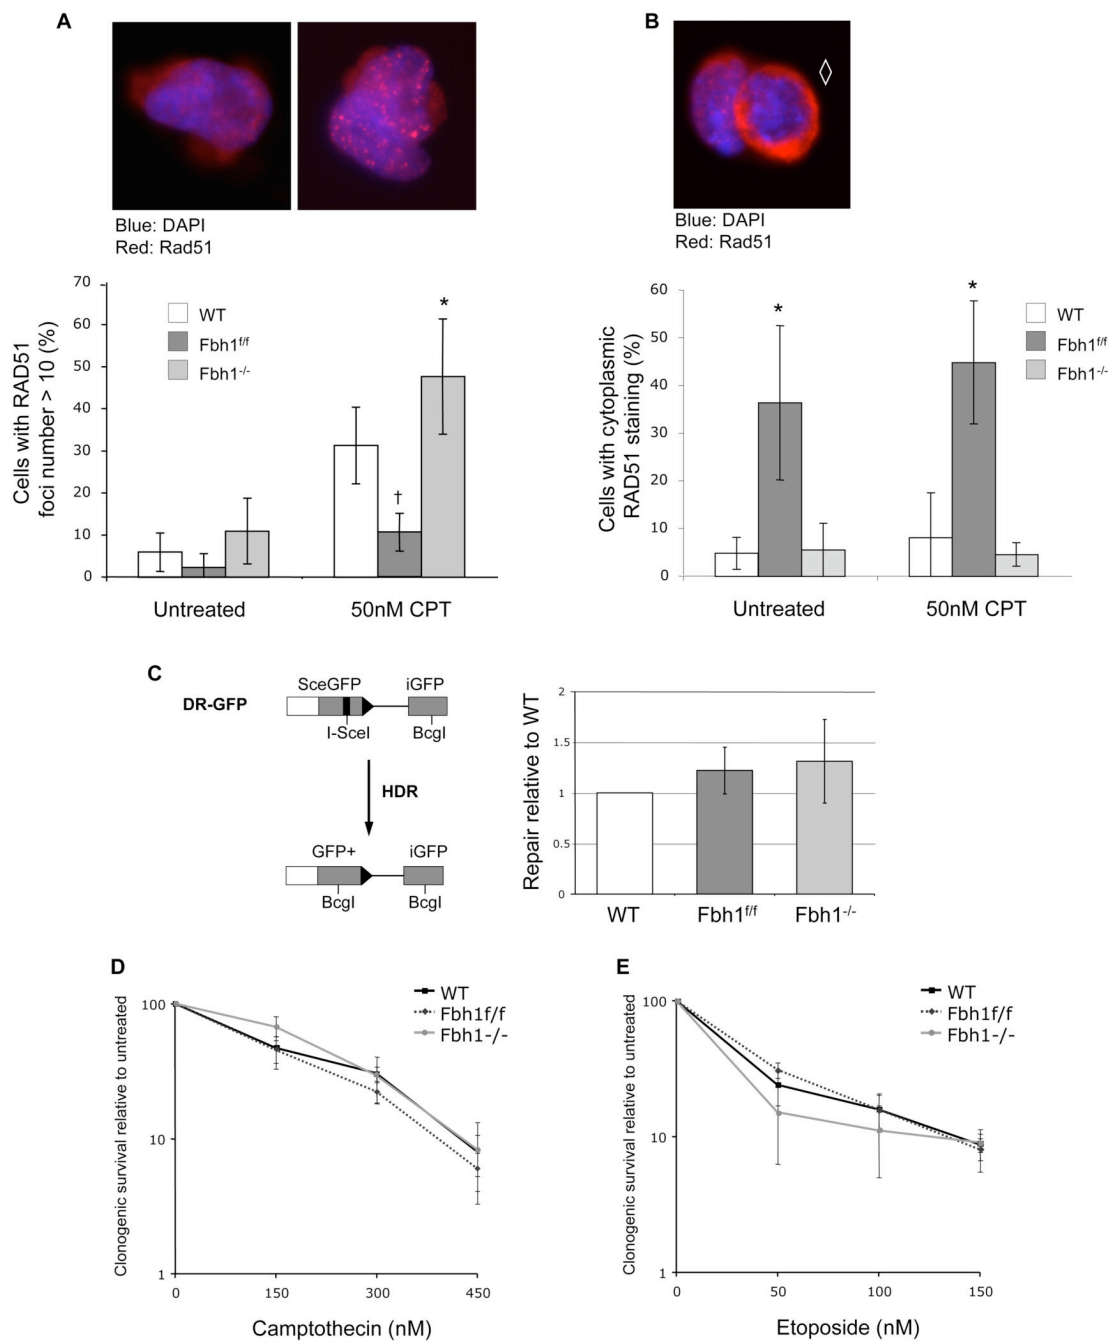 A
Blue: DAPI
Red: Rad51
Cells with RAD51
foci number > 10 (%)
70
60
50
40
30
20
10
0
WT
Fbh1f/f
Fbh1-/-
†
*
Untreated
50nM CPT
B
Blue: DAPI
Red: Rad51
Cells with cytoplasmic
RAD51 staining (%)
60
50
40
30
20
10
0
*
*
WT
Fbh1f/f
Fbh1-/-
Untreated
50nM CPT
C
DR-GFP
SceGFP
iGFP
I-SceI
BcgI
HDR
GFP+
iGFP
BcgI
BcgI
Repair relative to WT
2
1.5
1
0.5
0
WT
Fbh1f/f
Fbh1-/-
D
Clonogenic survival relative to untreated
100
10
1
WT
Fbh1f/f
Fbh1-/-
0
150
300
450
Camptothecin (nM)
E
Clonogenic survival relative to untreated
100
10
1
WT
Fbh1f/f
Fbh1-/-
0
50
100
150
Etoposide (nM)